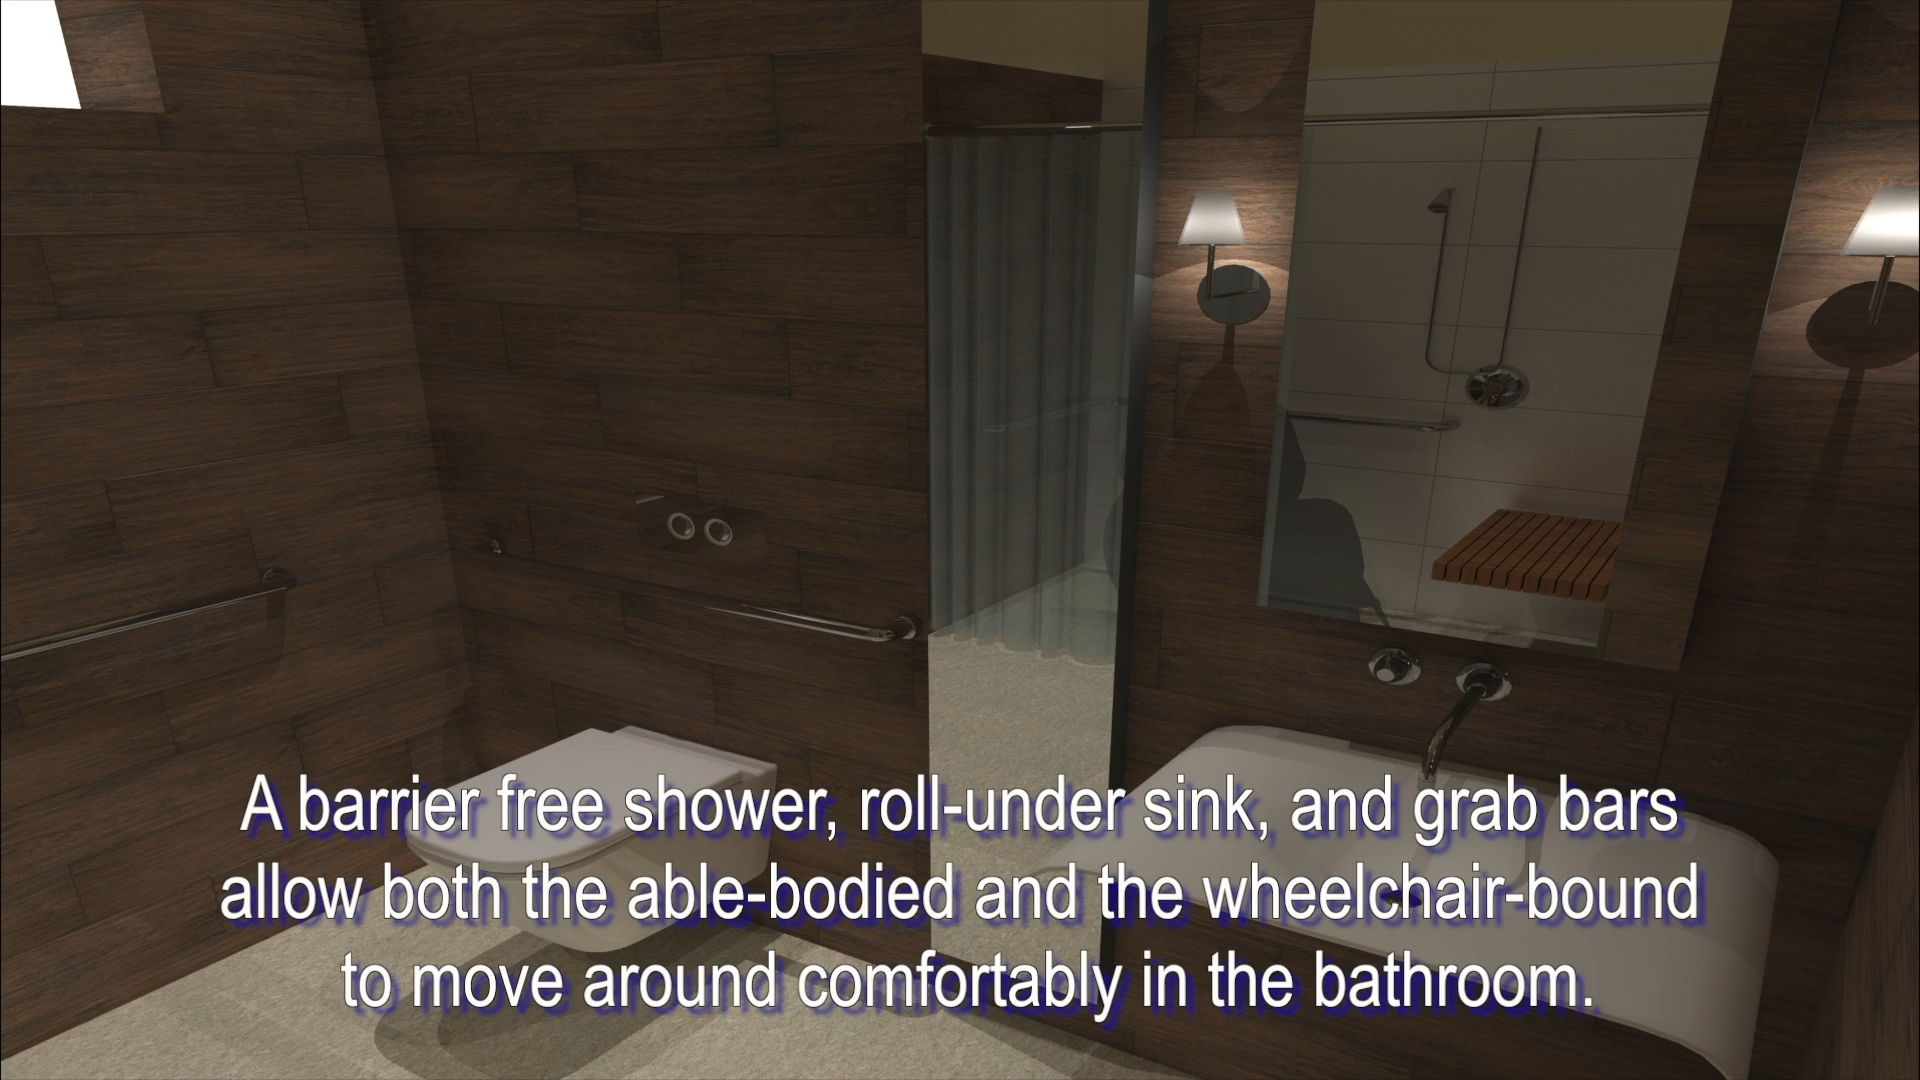 A barrier free shower, roll-under sink, and grab bars
allow both the able-bodied and the wheelchair-bound
to move around comfortably in the bathroom.